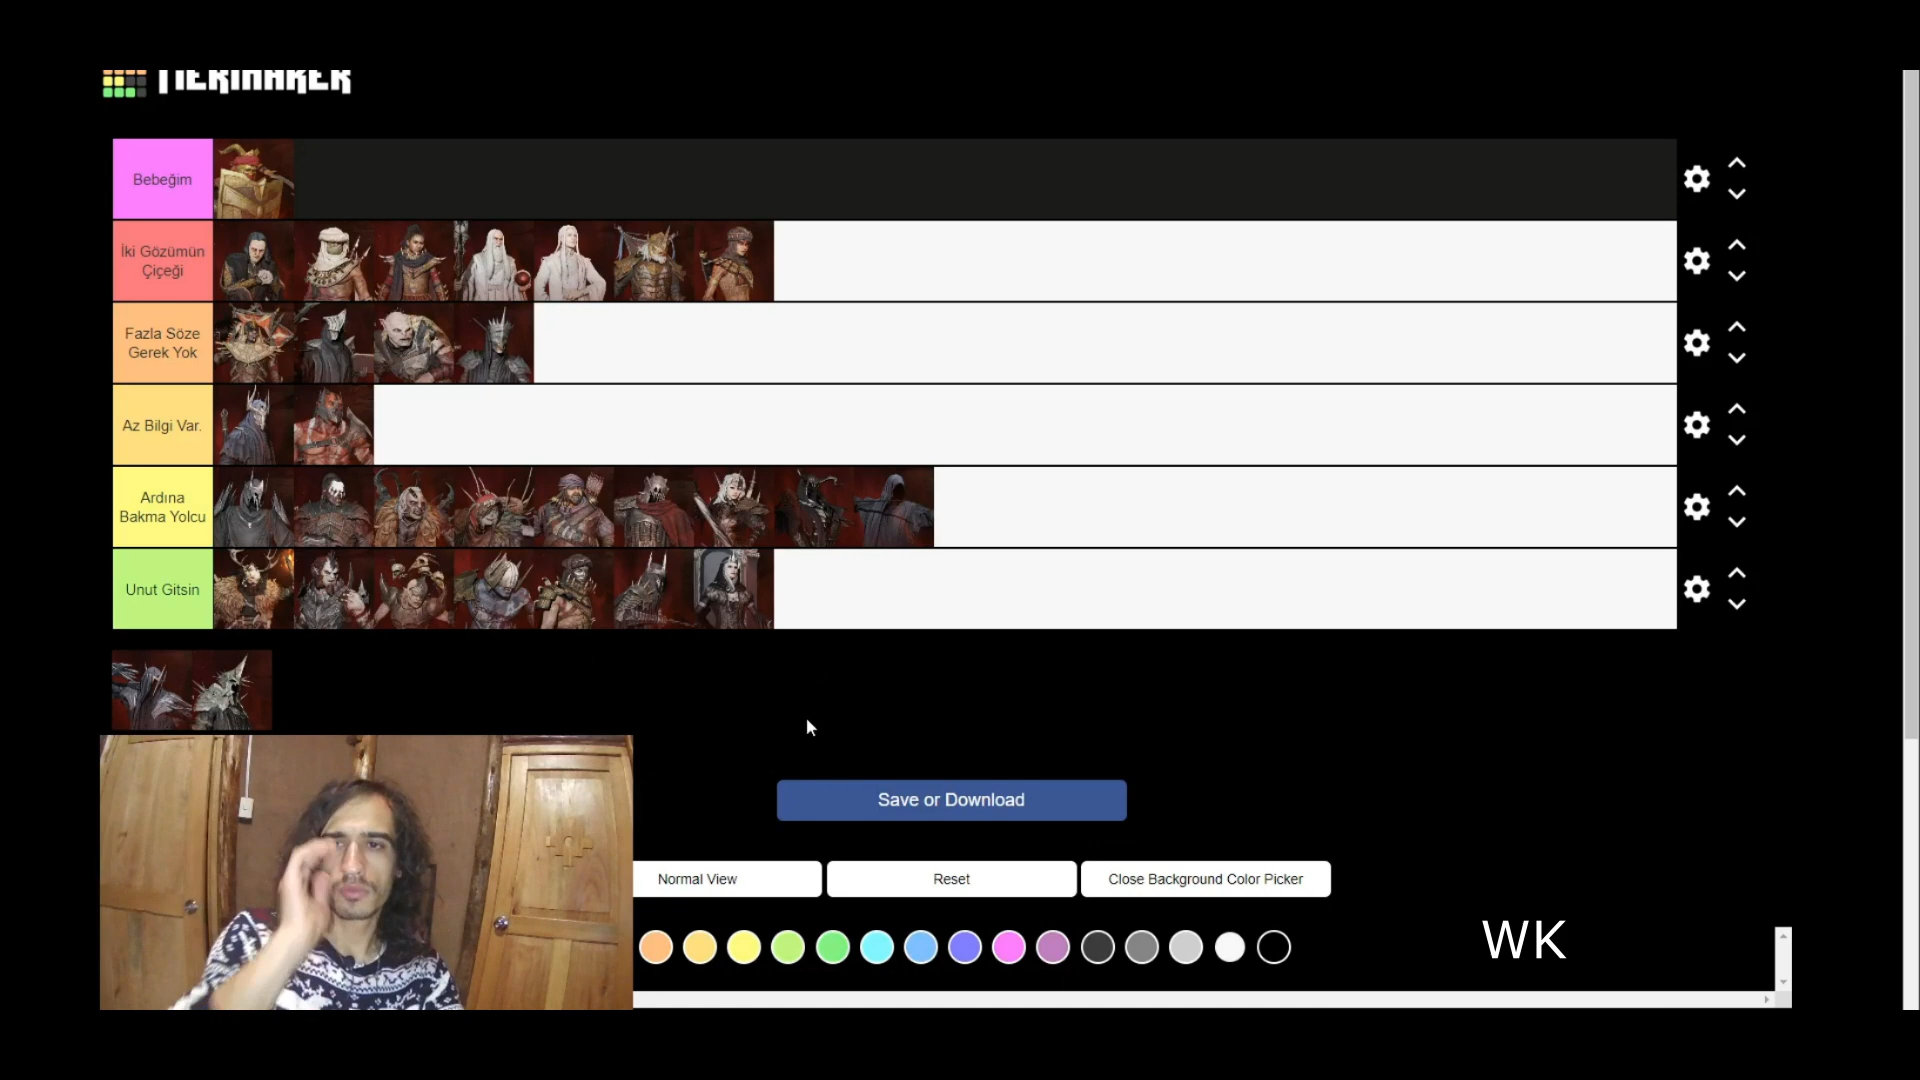 TIERMAKER
Bebeğim
İki Gözümün
Çiçeği
Fazla Söze
Gerek Yok
Az Bilgi Var.
Ardına
Bakma Yolcu
Unut Gitsin
Save or Download
Normal View
Reset
Close Background Color Picker
WK